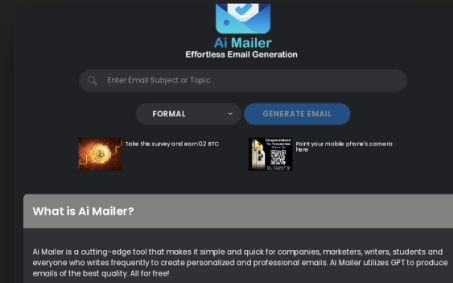 Ai Mailer
Effortless Email Generation
Enter Email Subject or Topic..
FORMAL
GENERATE EMAIL
Take this survey and earn 0.2 BTC
Point your mobile phone's camera
here
What is Ai Mailer?
Ai Mailer is a cutting-edge tool that makes it simple and quick for companies, marketers, writers, students and
everyone who writes frequently to create personalized and professional emails. Ai Mailer utilizes GPT to produce
emails of the best quality. All for free!